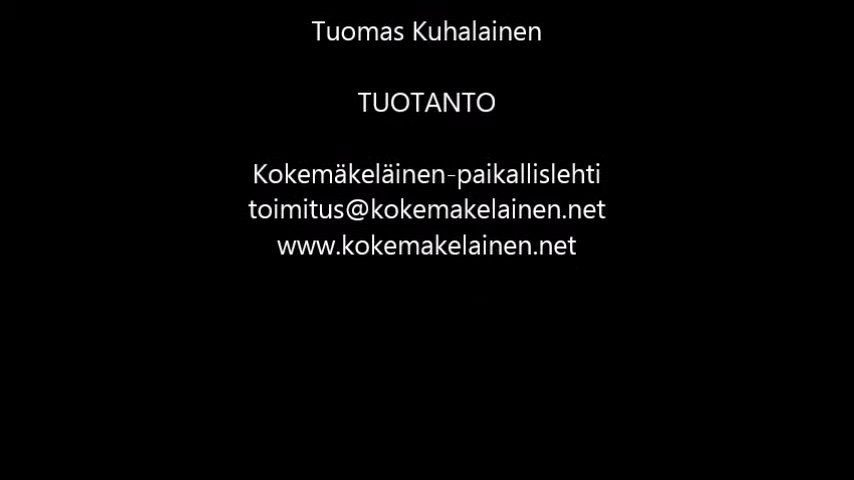 Tuomas Kuhalainen
TUOTANTO
Kokemäkeläinen-paikallislehti
toimitus@kokemakelainen.net
www.kokemakelainen.net